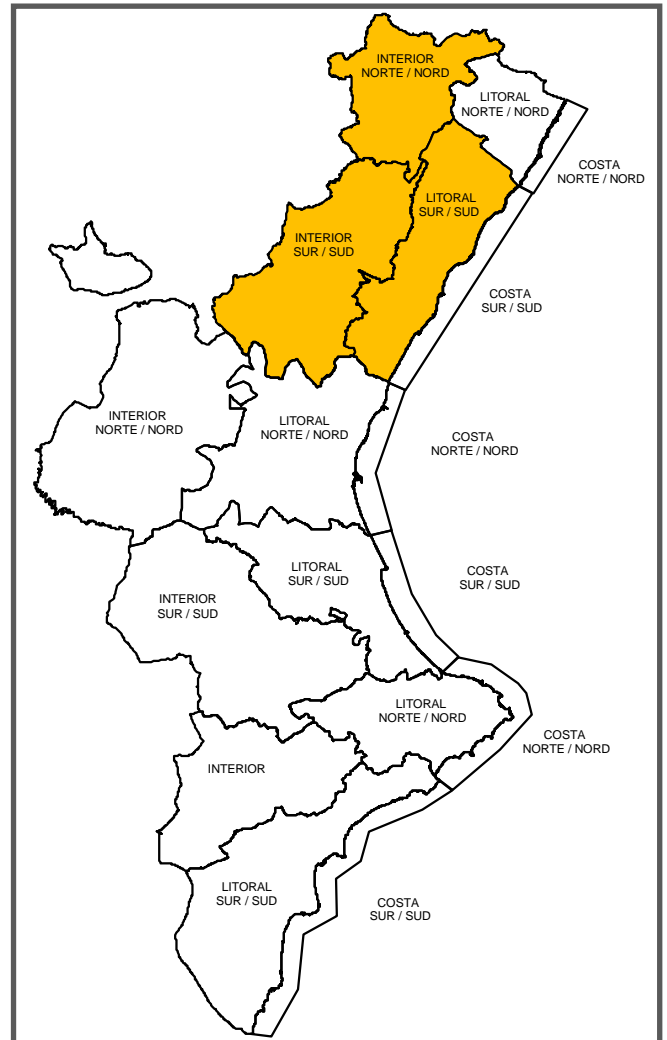 INTERIOR
NORTE / NORD
LITORAL
NORTE / NORD
COSTA
NORTE / NORD
LITORAL
SUR / SUD
INTERIOR
SUR / SUD
COSTA
SUR / SUD
INTERIOR
NORTE / NORD
LITORAL
NORTE / NORD
COSTA
NORTE / NORD
LITORAL
SUR / SUD
COSTA
SUR / SUD
INTERIOR
SUR / SUD
LITORAL
NORTE / NORD
COSTA
NORTE / NORD
INTERIOR
LITORAL
SUR / SUD
COSTA
SUR / SUD